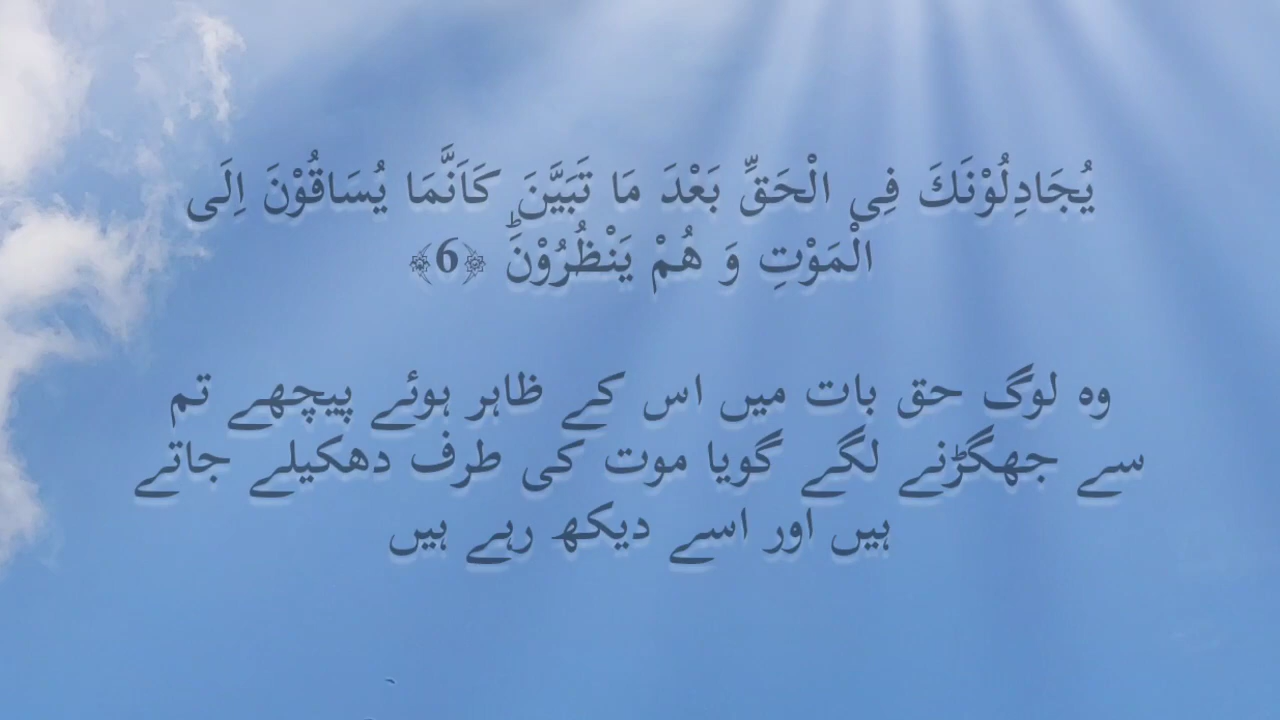 يُجَادِلُوْنَكَ فِى الْحَقِّ بَعْدَ مَا تَبَيَّنَ كَاَنَّمَا يُسَاقُوْنَ اِلَى
الْمَوْتِ وَ هُمْ يَنْظُرُوْنَؕ ﴿6﴾
وہ لوگ حق بات میں اس کے ظاہر ہوئے پیچھے تم
سے جھگڑنے لگے گویا موت کی طرف دھکیلے جاتے
ہیں اور اسے دیکھ رہے ہیں